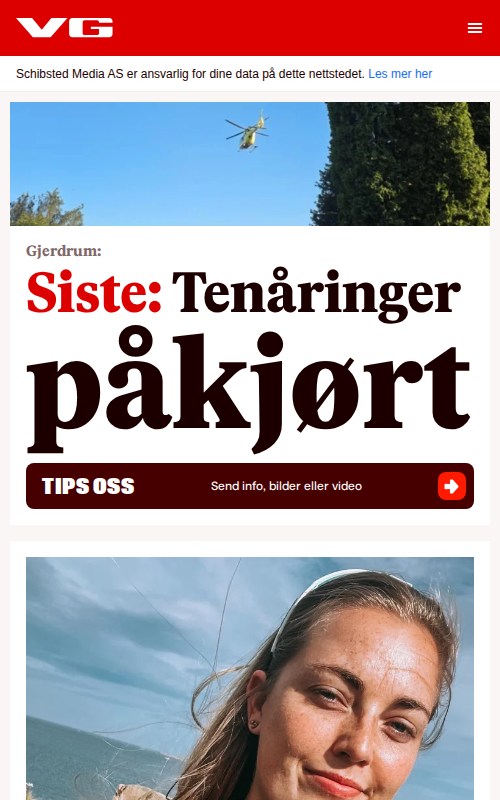 VG
Schibsted Media AS er ansvarlig for dine data på dette nettstedet. Les mer her
Gjerdrum:
Siste: Tenåringer
påkjørt
TIPS OSS
Send info, bilder eller video